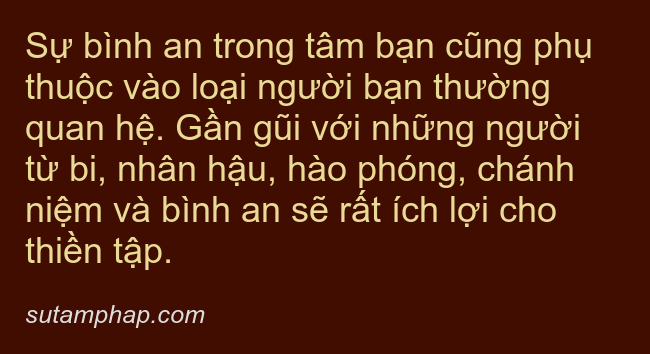 Sự bình an trong tâm bạn cũng phụ
thuộc vào loại người bạn thường
quan hệ. Gần gũi với những người
từ bi, nhân hậu, hào phóng, chánh
niệm và bình an sẽ rất ích lợi cho
thiền tập.
sutamphap.com